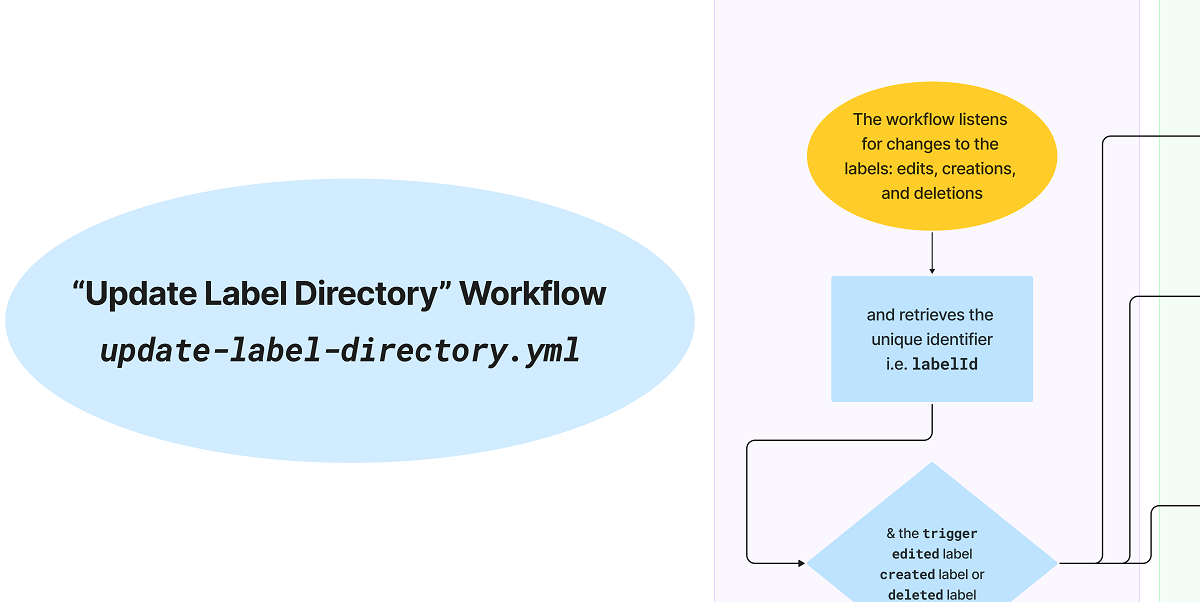 “Update Label Directory” Workflow
update-label-directory.yml
The workflow listens
for changes to the
labels: edits, creations,
and deletions
and retrieves the
unique identifier
i.e. labelId
& the trigger
edited label
created label or
deleted label